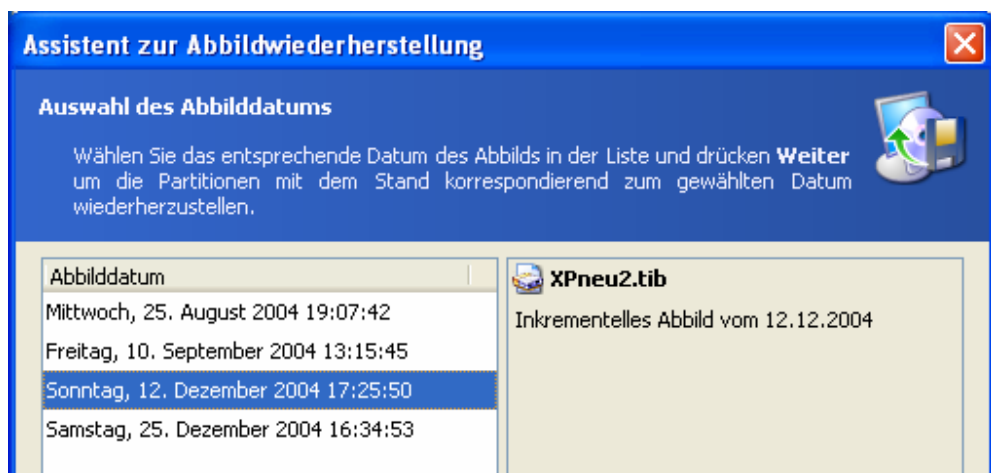 Assistent zur Abbildwiederherstellung
Auswahl des Abbilddatums
Wählen Sie das entsprechende Datum des Abbilds in der Liste und drücken Weiter
um die Partitionen mit dem Stand korrespondierend zum gewählten Datum
wiederherzustellen.
Abbilddatum
Mittwoch, 25. August 2004 19:07:42
Freitag, 10. September 2004 13:15:45
Sonntag, 12. Dezember 2004 17:25:50
Samstag, 25. Dezember 2004 16:34:53
XPneu2.tib
Inkrementelles Abbild vom 12.12.2004